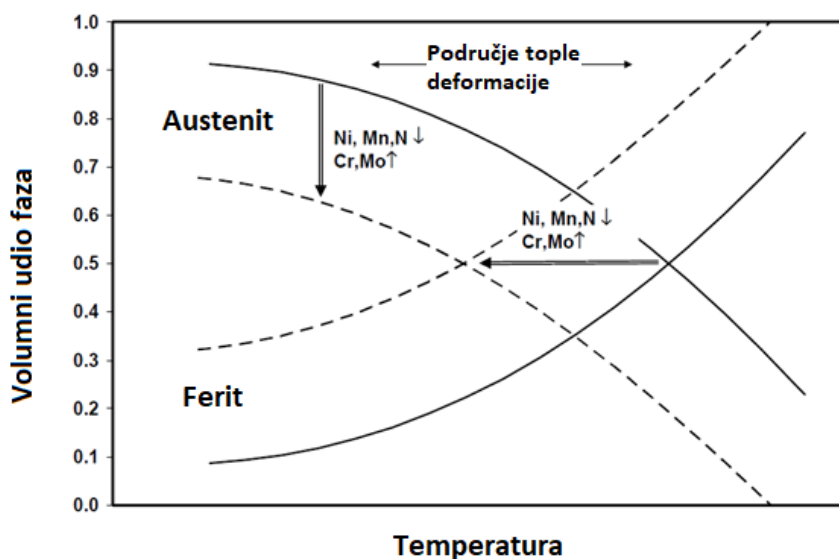 Volumni udio faza
1.0
0.9
0.8
0.7
0.6
0.5
0.4
0.3
0.2
0.1
0.0
Područje tople
deformacije
Austenit
Ni, Mn,N ↓
Cr,Mo↑
Ni, Mn,N ↓
Cr,Mo↑
Ferit
Temperatura